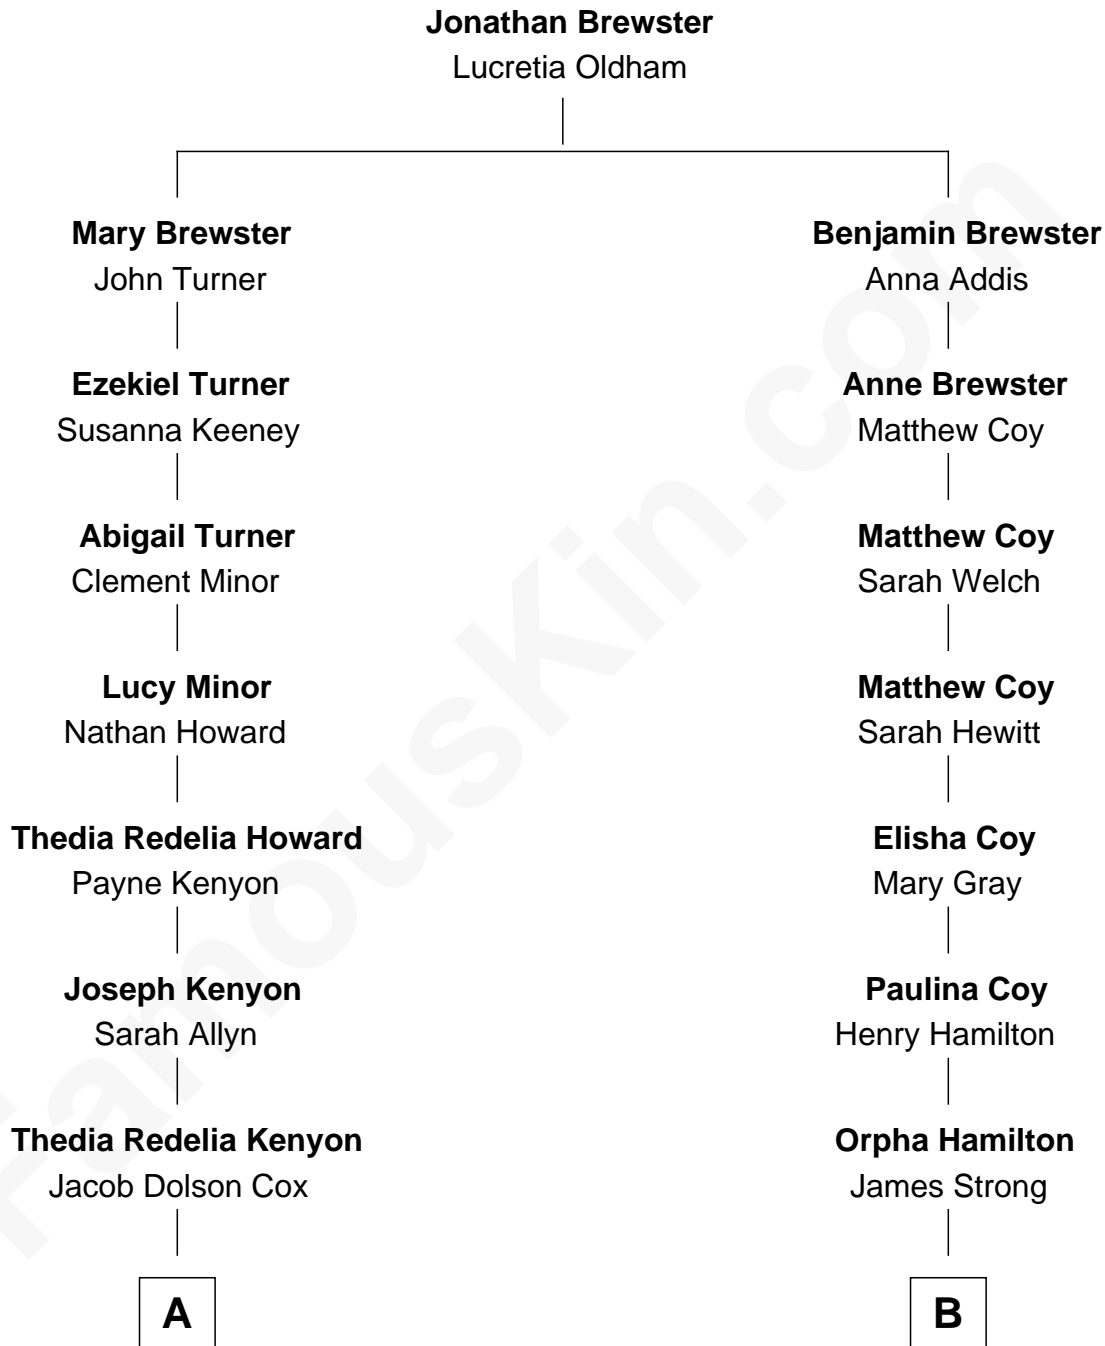 Jonathan Brewster
Lucretia Oldham
Mary Brewster
John Turner
Benjamin Brewster
Anna Addis
Ezekiel Turner
Susanna Keeney
Anne Brewster
Matthew Coy
Abigail Turner
Clement Minor
Matthew Coy
Sarah Welch
Lucy Minor
Nathan Howard
Matthew Coy
Sarah Hewitt
Thedia Redelia Howard
Payne Kenyon
Elisha Coy
Mary Gray
Joseph Kenyon
Sarah Allyn
Paulina Coy
Henry Hamilton
Thedia Redelia Kenyon
Jacob Dolson Cox
Orpha Hamilton
James Strong
A
B
FamousKin.com